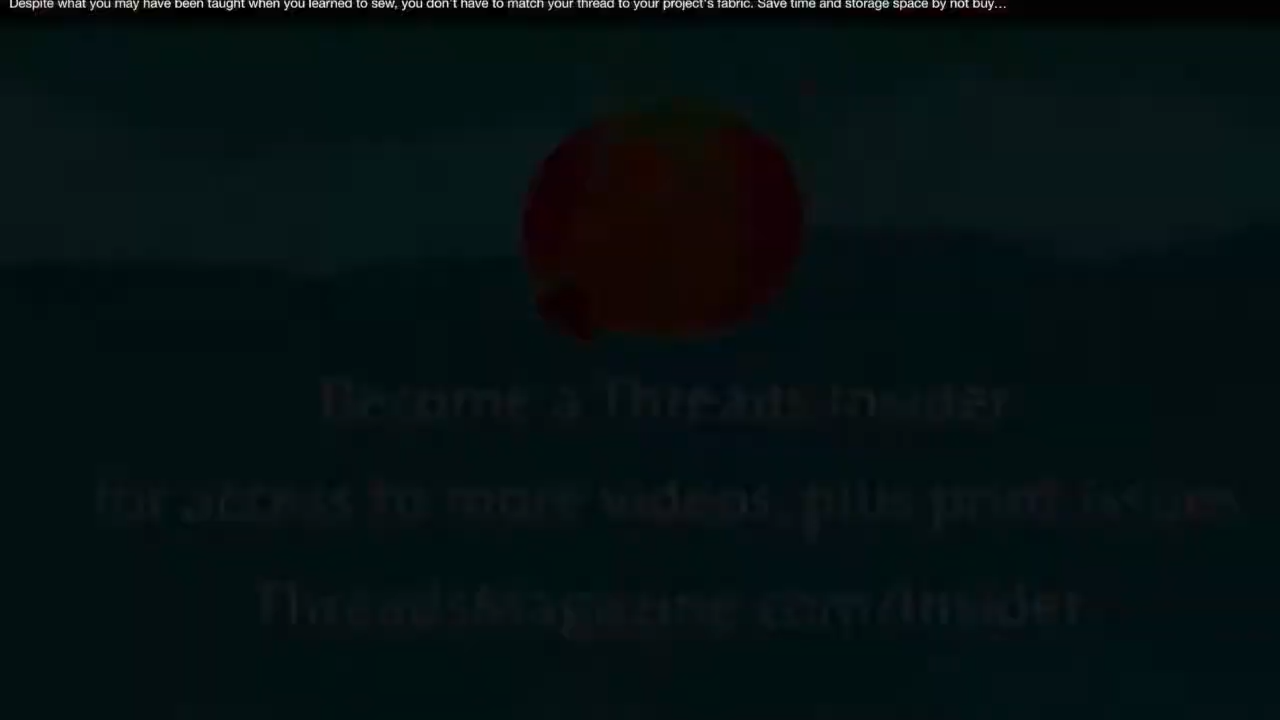 Despite what you may have been taught when you learned to sew, you don't have to match your thread to your project's fabric. Save time and storage space by not buy…
Become a Threads Insider
for access to more videos, plus print issues
ThreadsMagazine.com/Insider